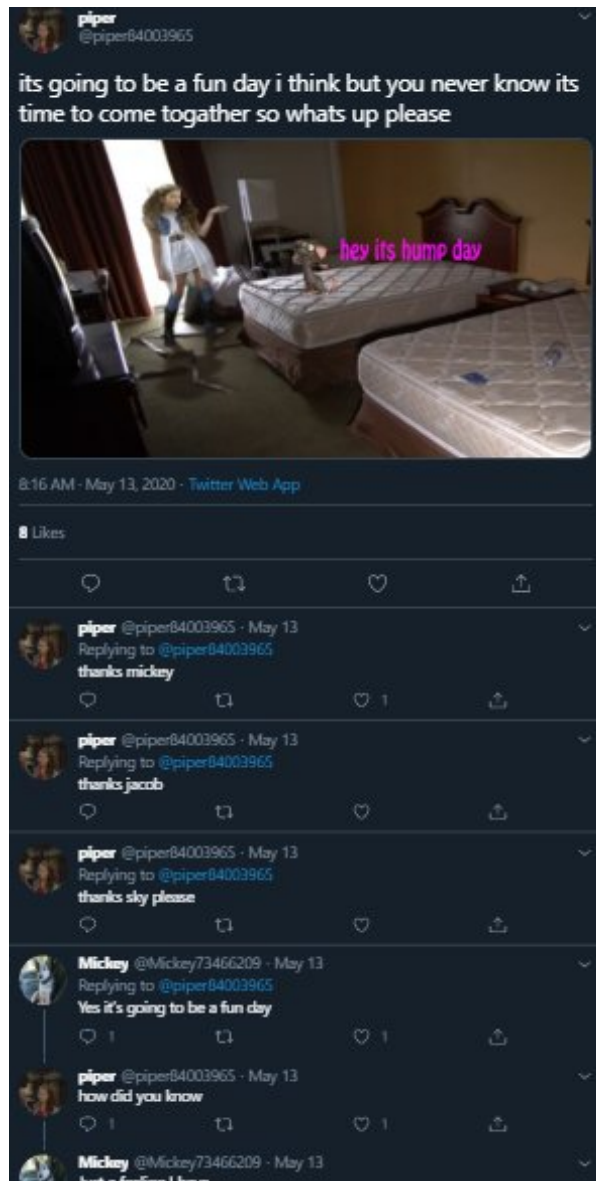 piper
@piper84003965
its going to be a fun day i think but you never know its
time to come togather so whats up please
hey its hump day
8:16 AM · May 13, 2020 · Twitter Web App
8 Likes
piper @piper84003965 · May 13
Replying to @piper84003965
thanks mickey
1
piper @piper84003965 · May 13
Replying to @piper84003965
thanks jacob
piper @piper84003965 · May 13
Replying to @piper84003965
thanks sky please
Mickey @Mickey73466209 · May 13
Replying to @piper84003965
Yes it's going to be a fun day
1 1
piper @piper84003965 · May 13
how did you know
1 1
Mickey @Mickey73466209 · May 13